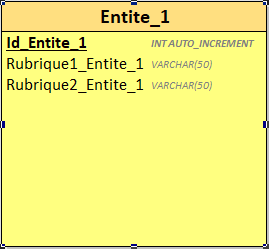 Entite_1
Id_Entite_1 INT AUTO_INCREMENT
Rubrique1_Entite_1 VARCHAR(50)
Rubrique2_Entite_1 VARCHAR(50)